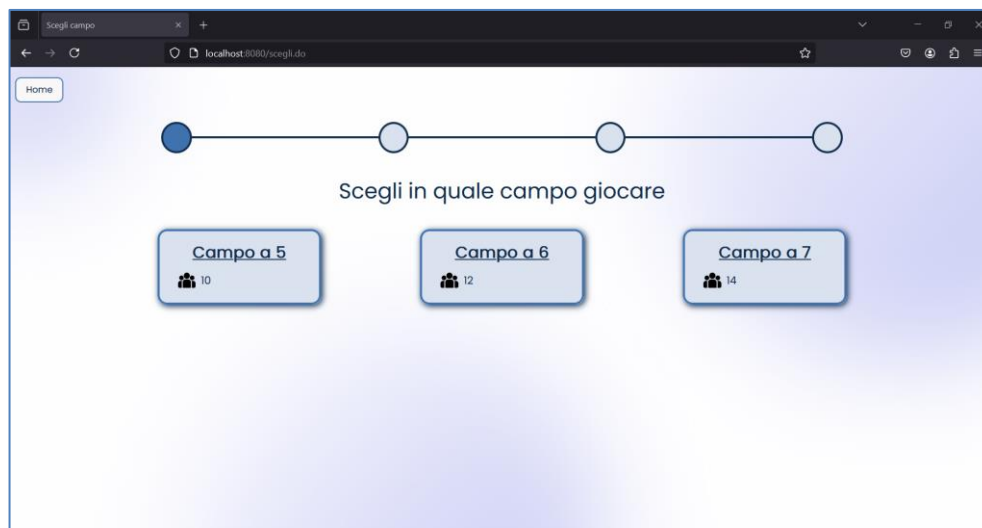 Scegli campo
localhost:8080/scegli.do
Home
Scegli in quale campo giocare
Campo a 5
10
Campo a 6
12
Campo a 7
14